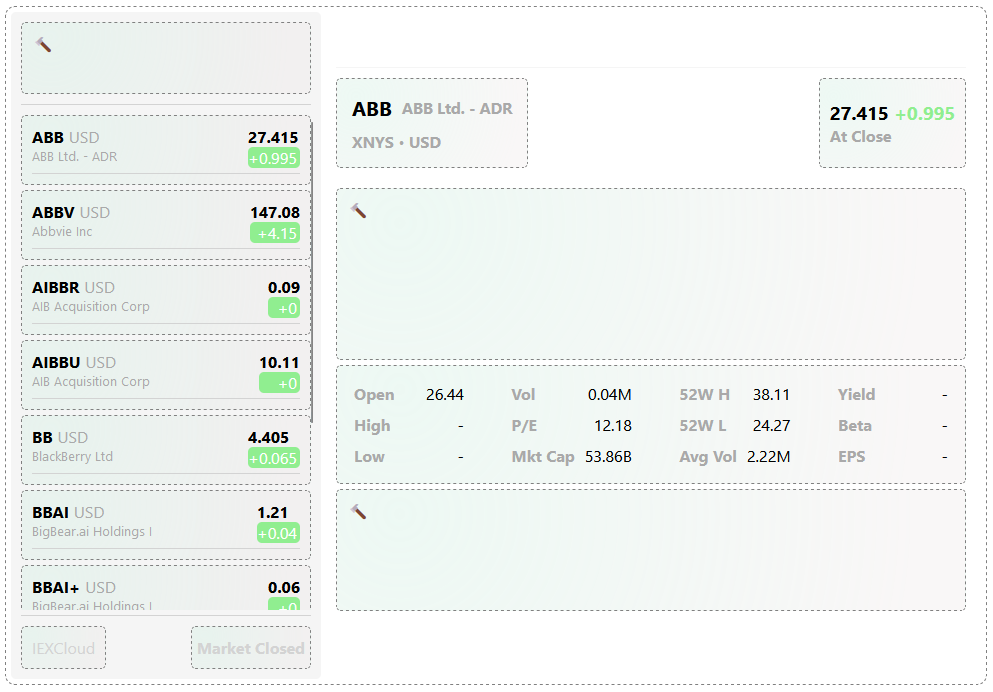 ABB USD 27.415
ABB Ltd. - ADR +0.995
ABBV USD 147.08
Abbvie Inc +4.15
AIBBR USD 0.09
AIB Acquisition Corp +0
AIBBU USD 10.11
AIB Acquisition Corp +0
BB USD 4.405
BlackBerry Ltd +0.065
BBAI USD 1.21
BigBear.ai Holdings I +0.04
BBAI+ USD 0.06
BigBear.ai Holdings I +0
IEXCloud Market Closed
ABB ABB Ltd. - ADR
XNYS • USD
27.415 +0.995
At Close
Open 26.44 Vol 0.04M 52W H 38.11 Yield -
High - P/E 12.18 52W L 24.27 Beta -
Low - Mkt Cap 53.86B Avg Vol 2.22M EPS -